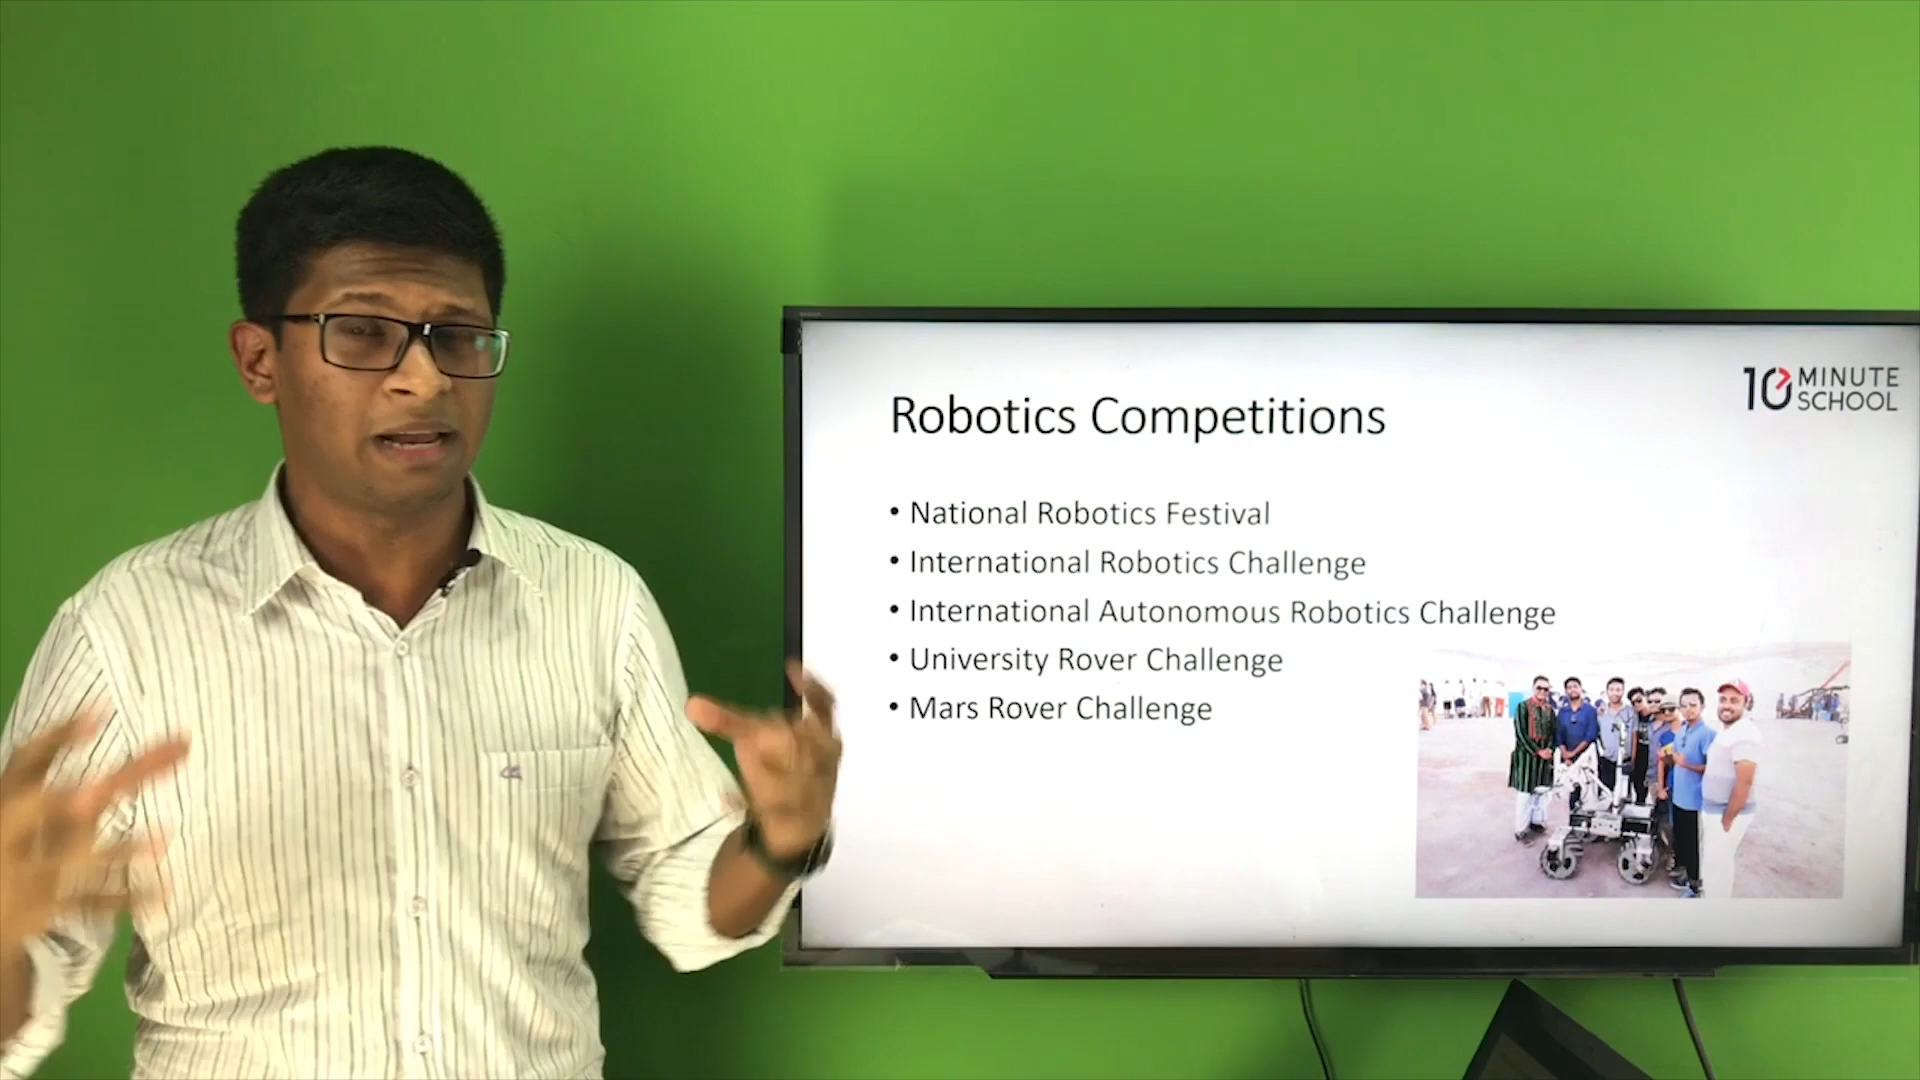 10 MINUTE
SCHOOL
Robotics Competitions
• National Robotics Festival
• International Robotics Challenge
• International Autonomous Robotics Challenge
• University Rover Challenge
• Mars Rover Challenge